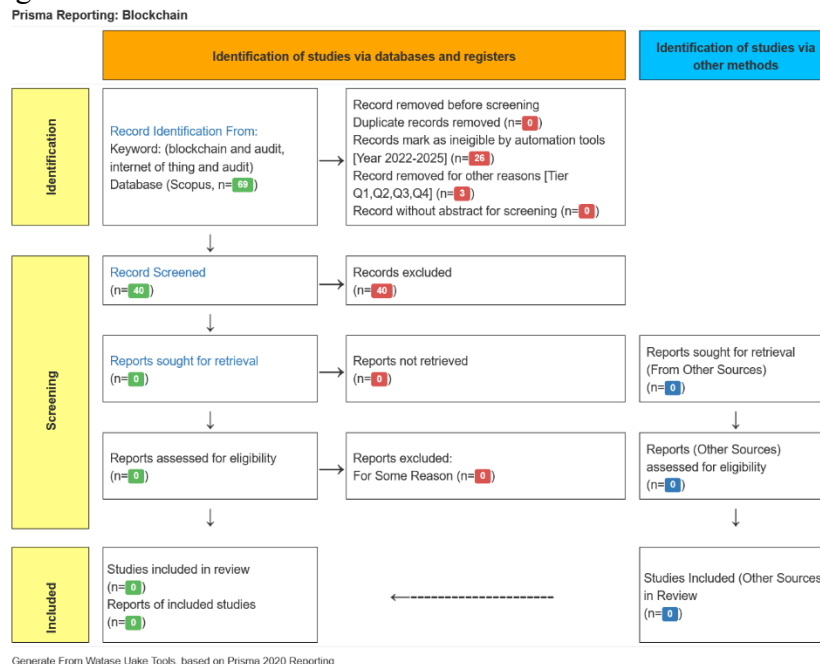 Prisma Reporting: Blockchain
Identification of studies via databases and registers
Identification of studies via
other methods
Identification
Record Identification From:
Keyword: (blockchain and audit,
internet of thing and audit)
Database (Scopus, n=69)
Record removed before screening
Duplicate records removed (n=0)
Records mark as inegible by automation tools
[Year 2022-2025] (n=26)
Record removed for other reasons [Tier
Q1,Q2,Q3,Q4] (n=3)
Record without abstract for screening (n=0)
Screening
Record Screened
(n=40)
Records excluded
(n=40)
Reports sought for retrieval
(n=0)
Reports not retrieved
(n=0)
Reports sought for retrieval
(From Other Sources)
(n=0)
Reports assessed for eligibility
(n=0)
Reports excluded:
For Some Reason (n=0)
Reports (Other Sources)
assessed for eligibility
(n=0)
Included
Studies included in review
(n=0)
Reports of included studies
(n=0)
Studies Included (Other Sources)
in Review
(n=0)
Generate From Watase Uake Tools, based on Prisma 2020 Reporting